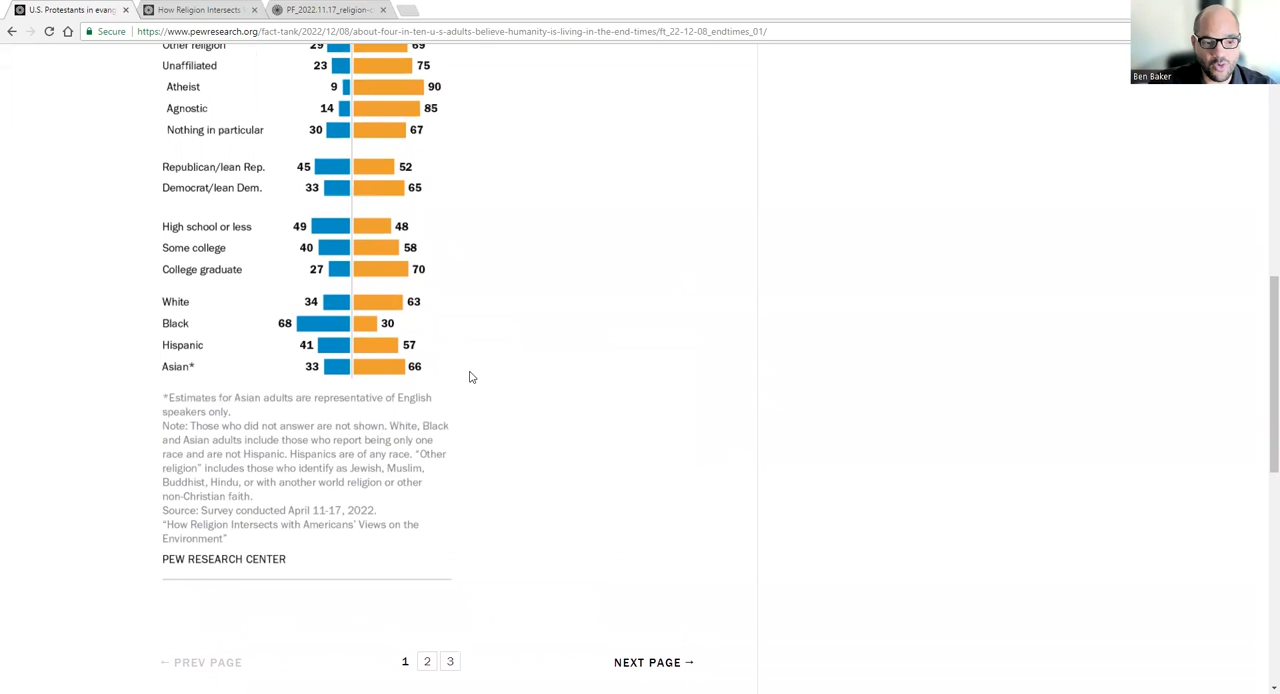 U.S. Protestants in evang
How Religion Intersects
PF_2022.11.17_religion-c
Secure
https://www.pewresearch.org/fact-tank/2022/12/08/about-four-in-ten-u-s-adults-believe-humanity-is-living-in-the-end-times/ft_22-12-08_endtimes_01/
Ben Baker
Other religion 29 69
Unaffiliated 23 75
Atheist 9 90
Agnostic 14 85
Nothing in particular 30 67
Republican/lean Rep. 45 52
Democrat/lean Dem. 33 65
High school or less 49 48
Some college 40 58
College graduate 27 70
White 34 63
Black 68 30
Hispanic 41 57
Asian* 33 66
*Estimates for Asian adults are representative of English
speakers only.
Note: Those who did not answer are not shown. White, Black
and Asian adults include those who report being only one
race and are not Hispanic. Hispanics are of any race. “Other
religion” includes those who identify as Jewish, Muslim,
Buddhist, Hindu, or with another world religion or other
non-Christian faith.
Source: Survey conducted April 11-17, 2022.
“How Religion Intersects with Americans’ Views on the
Environment”
PEW RESEARCH CENTER
← PREV PAGE 1 2 3 NEXT PAGE →